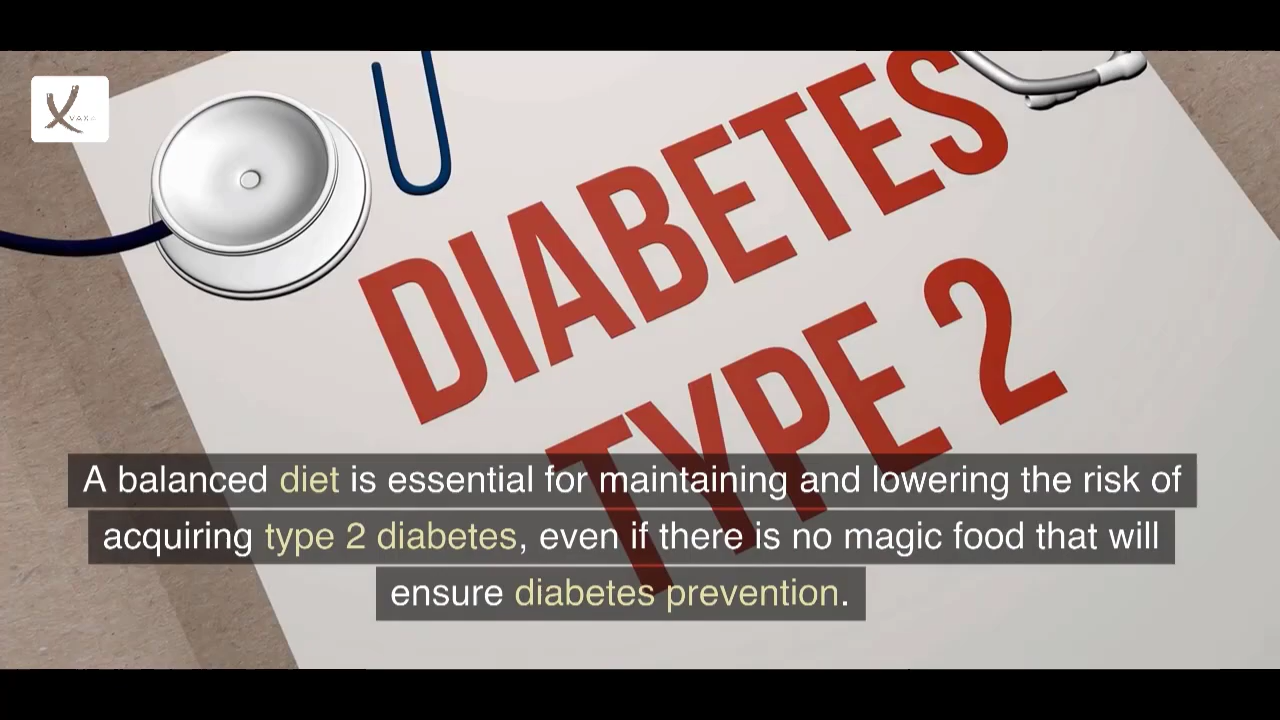 VAXA
DIABETES
TYPE 2
A balanced diet is essential for maintaining and lowering the risk of
acquiring type 2 diabetes, even if there is no magic food that will
ensure diabetes prevention.